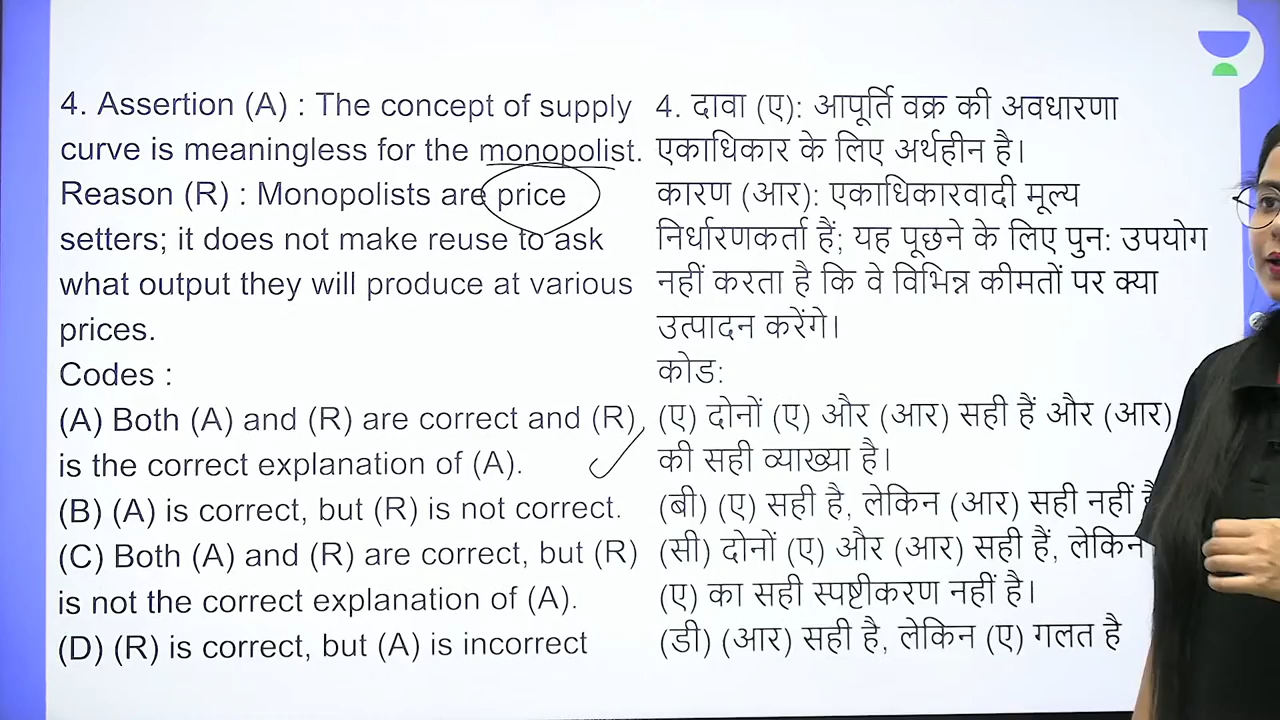 4. Assertion (A) : The concept of supply
curve is meaningless for the monopolist.
Reason (R) : Monopolists are price
setters; it does not make reuse to ask
what output they will produce at various
prices.
Codes :
(A) Both (A) and (R) are correct and (R)
is the correct explanation of (A).
(B) (A) is correct, but (R) is not correct.
(C) Both (A) and (R) are correct, but (R)
is not the correct explanation of (A).
(D) (R) is correct, but (A) is incorrect
4. दावा (ए): आपूर्ति वक्र की अवधारणा
एकाधिकार के लिए अर्थहीन है।
कारण (आर): एकाधिकारवादी मूल्य
निर्धारणकर्ता हैं; यह पूछने के लिए पुन: उपयोग
नहीं करता है कि वे विभिन्न कीमतों पर क्या
उत्पादन करेंगे।
कोड:
(ए) दोनों (ए) और (आर) सही हैं और (आर)
की सही व्याख्या है।
(बी) (ए) सही है, लेकिन (आर) सही नहीं
(सी) दोनों (ए) और (आर) सही हैं, लेकिन
(ए) का सही स्पष्टीकरण नहीं है।
(डी) (आर) सही है, लेकिन (ए) गलत है